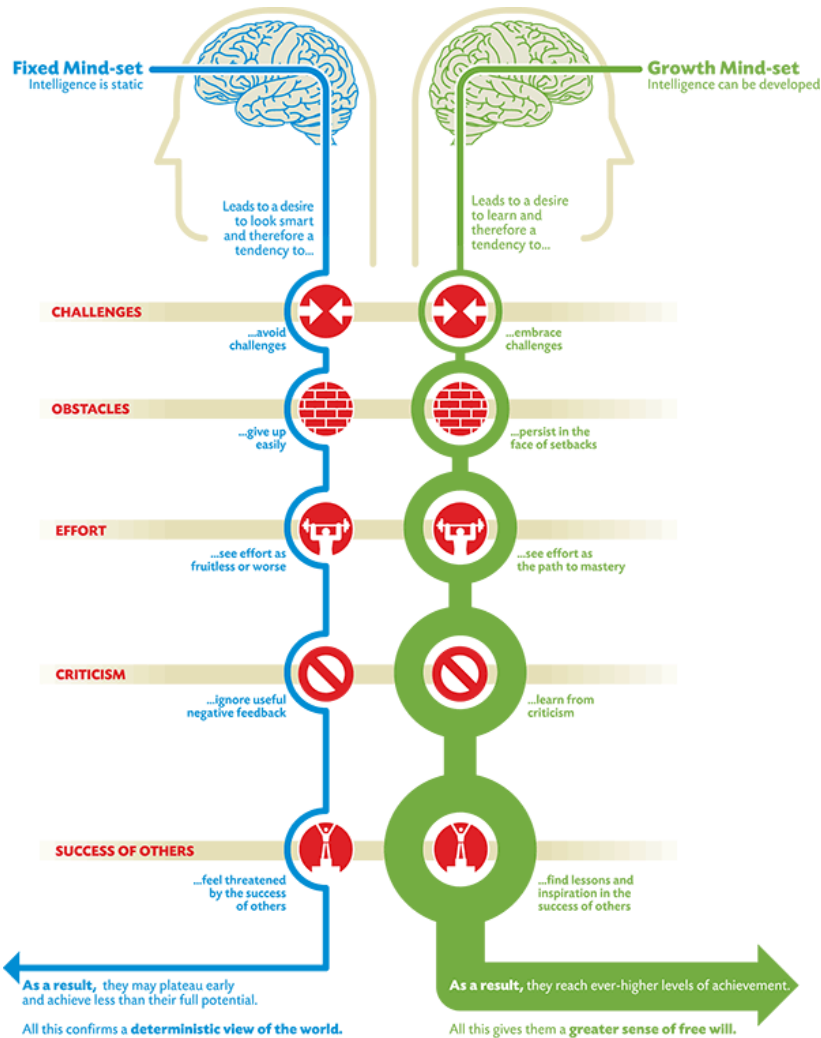 Fixed Mind-set
Intelligence is static
Growth Mind-set
Intelligence can be developed
Leads to a desire
to look smart
and therefore a
tendency to...
Leads to a desire
to learn and
therefore a
tendency to...
CHALLENGES
...avoid
challenges
...embrace
challenges
OBSTACLES
...give up
easily
...persist in the
face of setbacks
EFFORT
...see effort as
fruitless or worse
...see effort as
the path to mastery
CRITICISM
...ignore useful
negative feedback
...learn from
criticism
SUCCESS OF OTHERS
...feel threatened
by the success
of others
...find lessons and
inspiration in the
success of others
As a result, they may plateau early
and achieve less than their full potential.
All this confirms a deterministic view of the world.
As a result, they reach ever-higher levels of achievement.
All this gives them a greater sense of free will.